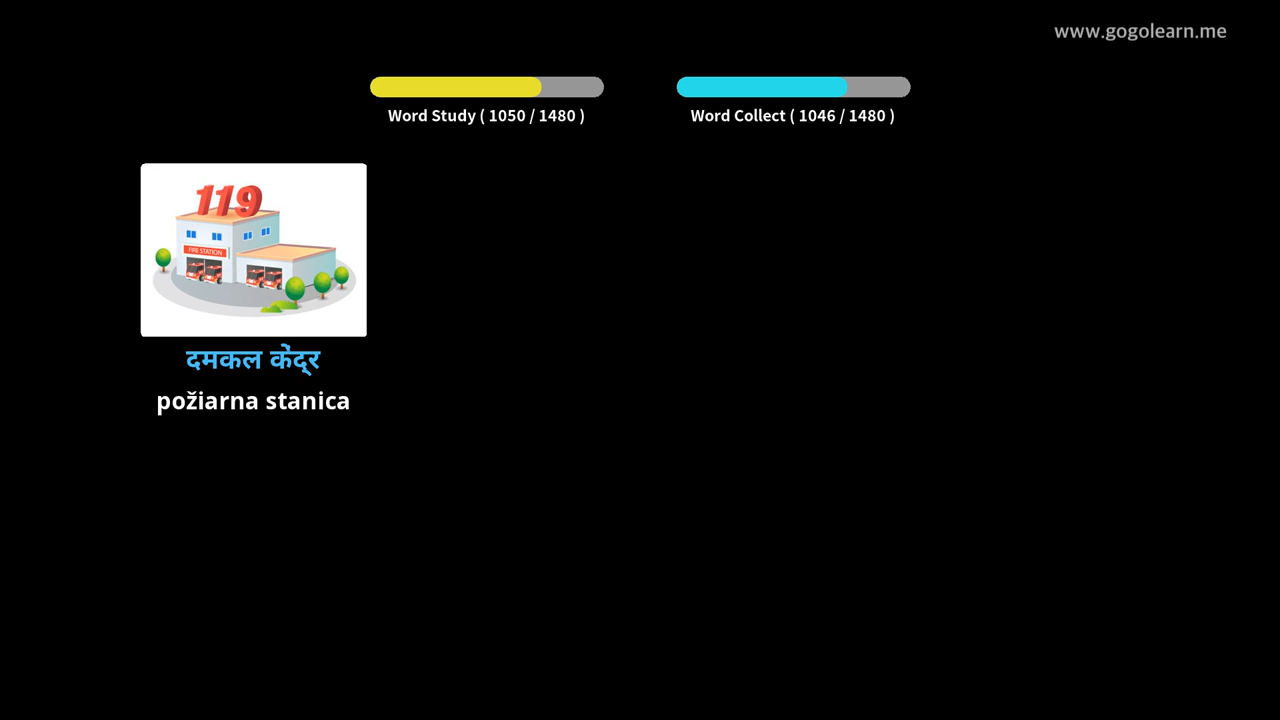 www.gogolearn.me
Word Study ( 1050 / 1480 )
Word Collect ( 1046 / 1480 )
119
FIRE STATION
दमकल केंद्र
požiarna stanica